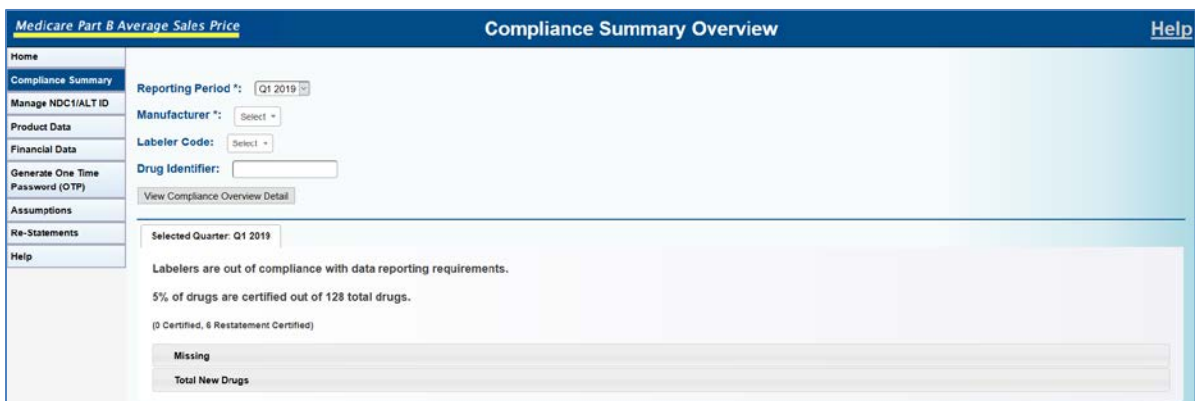 Medicare Part B Average Sales Price
Compliance Summary Overview
Help
Home
Compliance Summary
Manage NDC1/ALT ID
Product Data
Financial Data
Generate One Time
Password (OTP)
Assumptions
Re-Statements
Help
Reporting Period *: Q1 2019
Manufacturer *: Select
Labeler Code: Select
Drug Identifier:
View Compliance Overview Detail
Selected Quarter: Q1 2019
Labelers are out of compliance with data reporting requirements.
5% of drugs are certified out of 128 total drugs.
(0 Certified, 6 Restatement Certified)
Missing
Total New Drugs